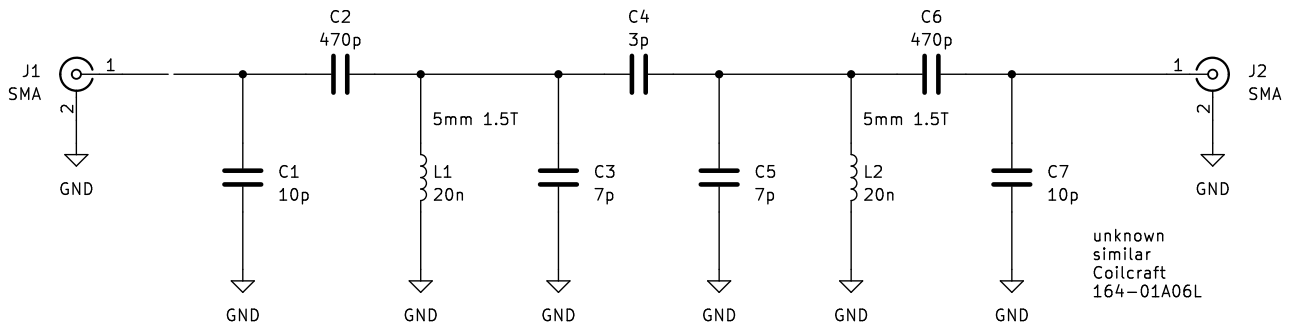 C2
470p
C4
3p
C6
470p
J1
SMA
1
2
GND
1
J2
SMA
2
GND
5mm 1.5T
5mm 1.5T
C1
10p
L1
20n
C3
7p
C5
7p
L2
20n
C7
10p
unknown
similar
Coilcraft
164-01A06L
GND
GND
GND
GND
GND
GND